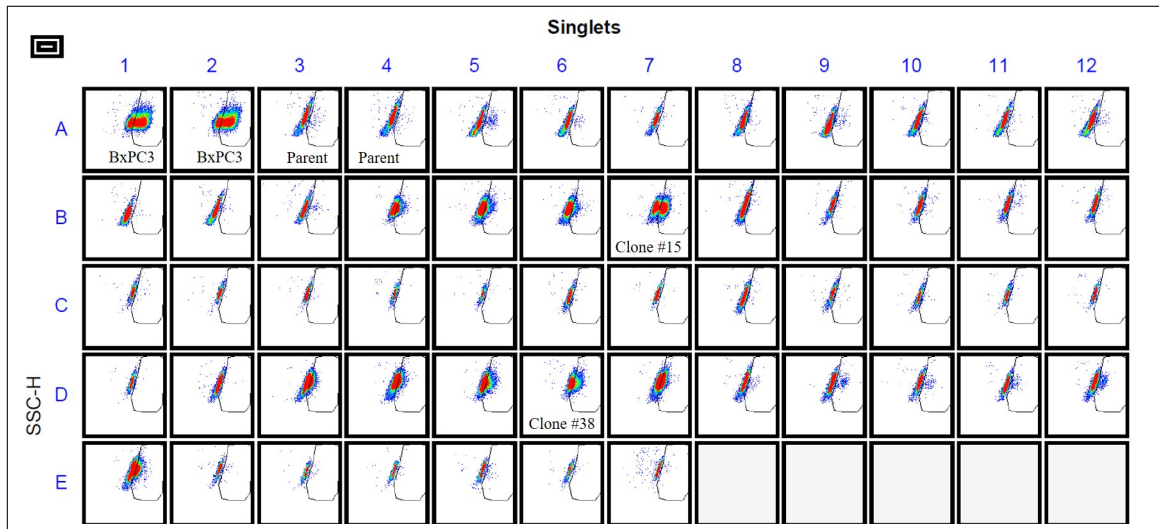 Singlets
1 2 3 4 5 6 7 8 9 10 11 12
A
BxPC3 BxPC3 Parent Parent
B
Clone #15
C
D
Clone #38
E
SSC-H